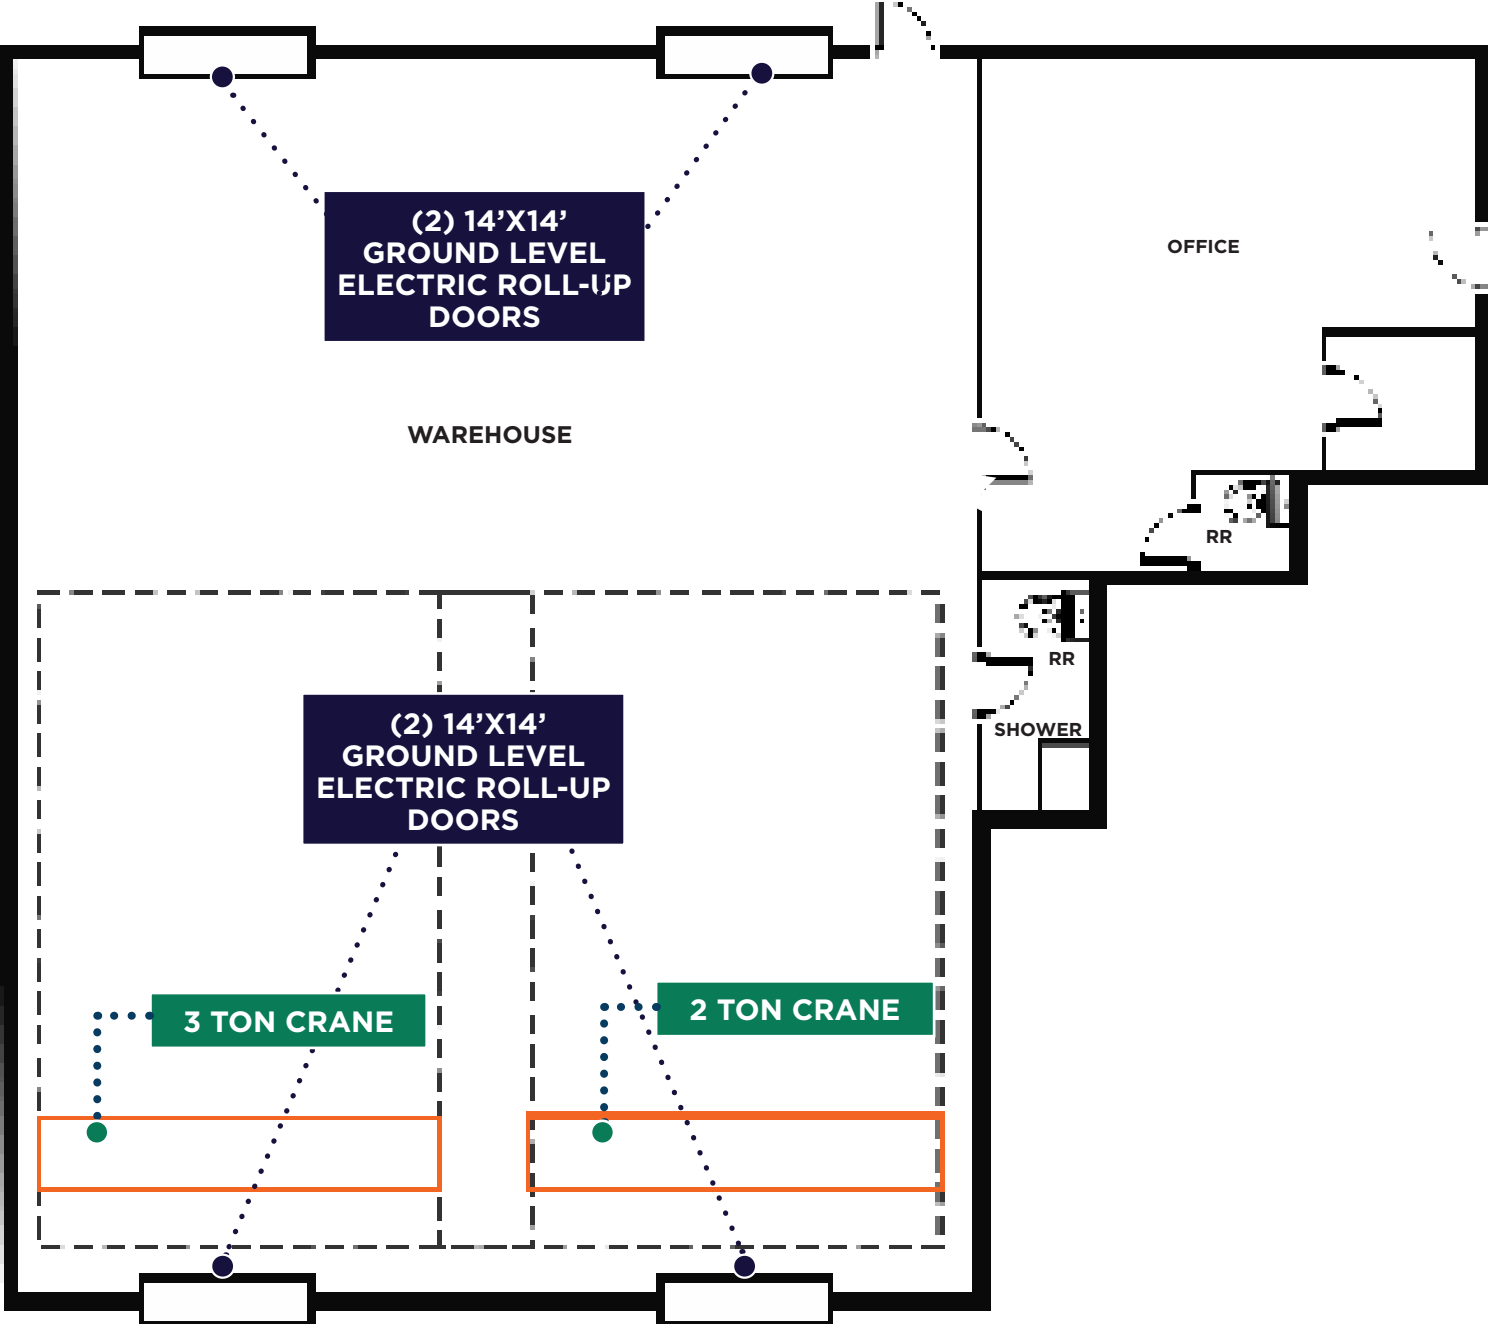 (2) 14’X14’
GROUND LEVEL
ELECTRIC ROLL-UP
DOORS
OFFICE
WAREHOUSE
RR
RR
SHOWER
(2) 14’X14’
GROUND LEVEL
ELECTRIC ROLL-UP
DOORS
3 TON CRANE
2 TON CRANE